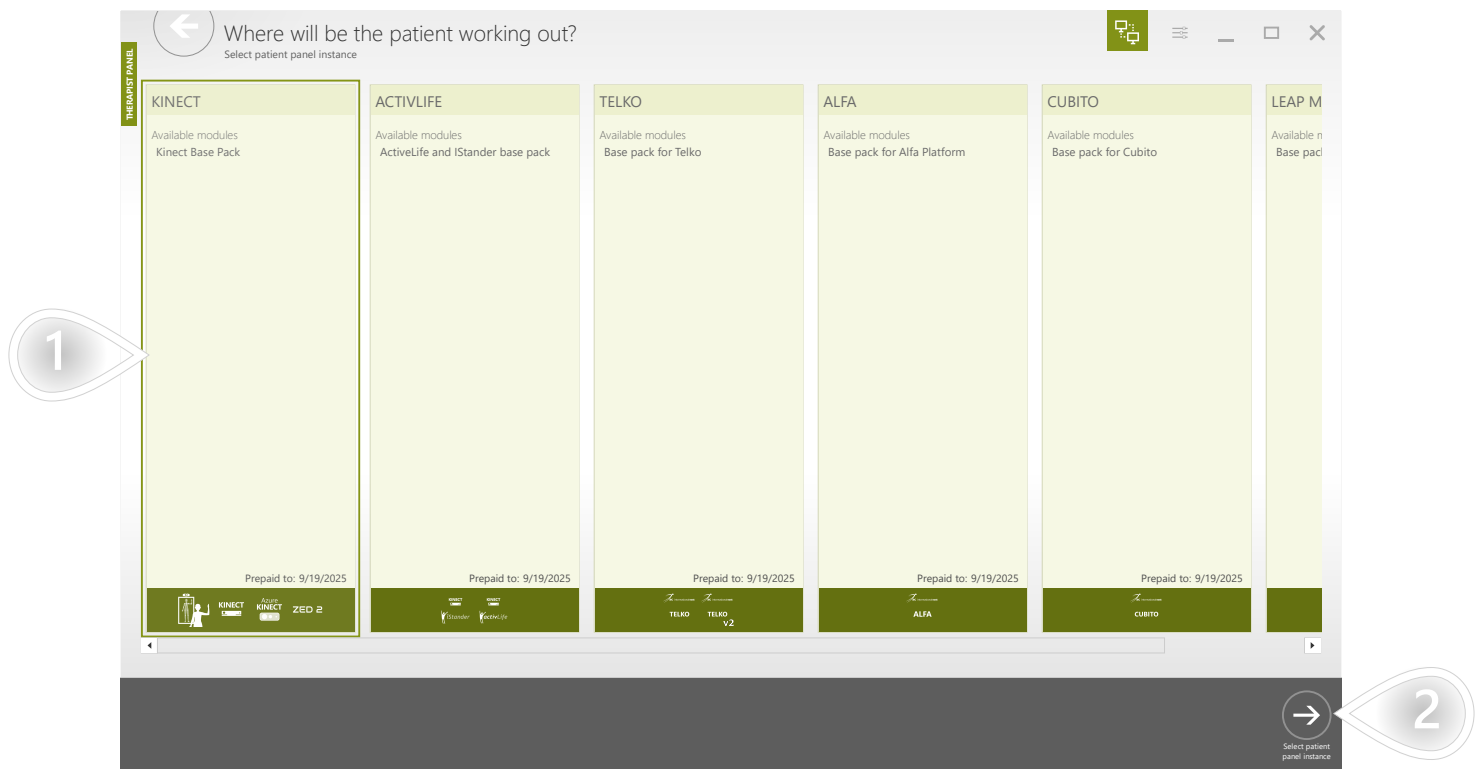 Where will be the patient working out?
Select patient panel instance
THERAPIST PANEL
KINECT
Available modules
Kinect Base Pack
Prepaid to: 9/19/2025
KINECT
Azure
KINECT
ZED 2
ACTIVLIFE
Available modules
ActiveLife and IStander base pack
Prepaid to: 9/19/2025
KINECT
KINECT
iStander
activLife
TELKO
Available modules
Base pack for Telko
Prepaid to: 9/19/2025
TELKO
TELKO
v2
ALFA
Available modules
Base pack for Alfa Platform
Prepaid to: 9/19/2025
ALFA
CUBITO
Available modules
Base pack for Cubito
Prepaid to: 9/19/2025
CUBITO
LEAP M
Available
Base
1
2
Select patient
panel instance